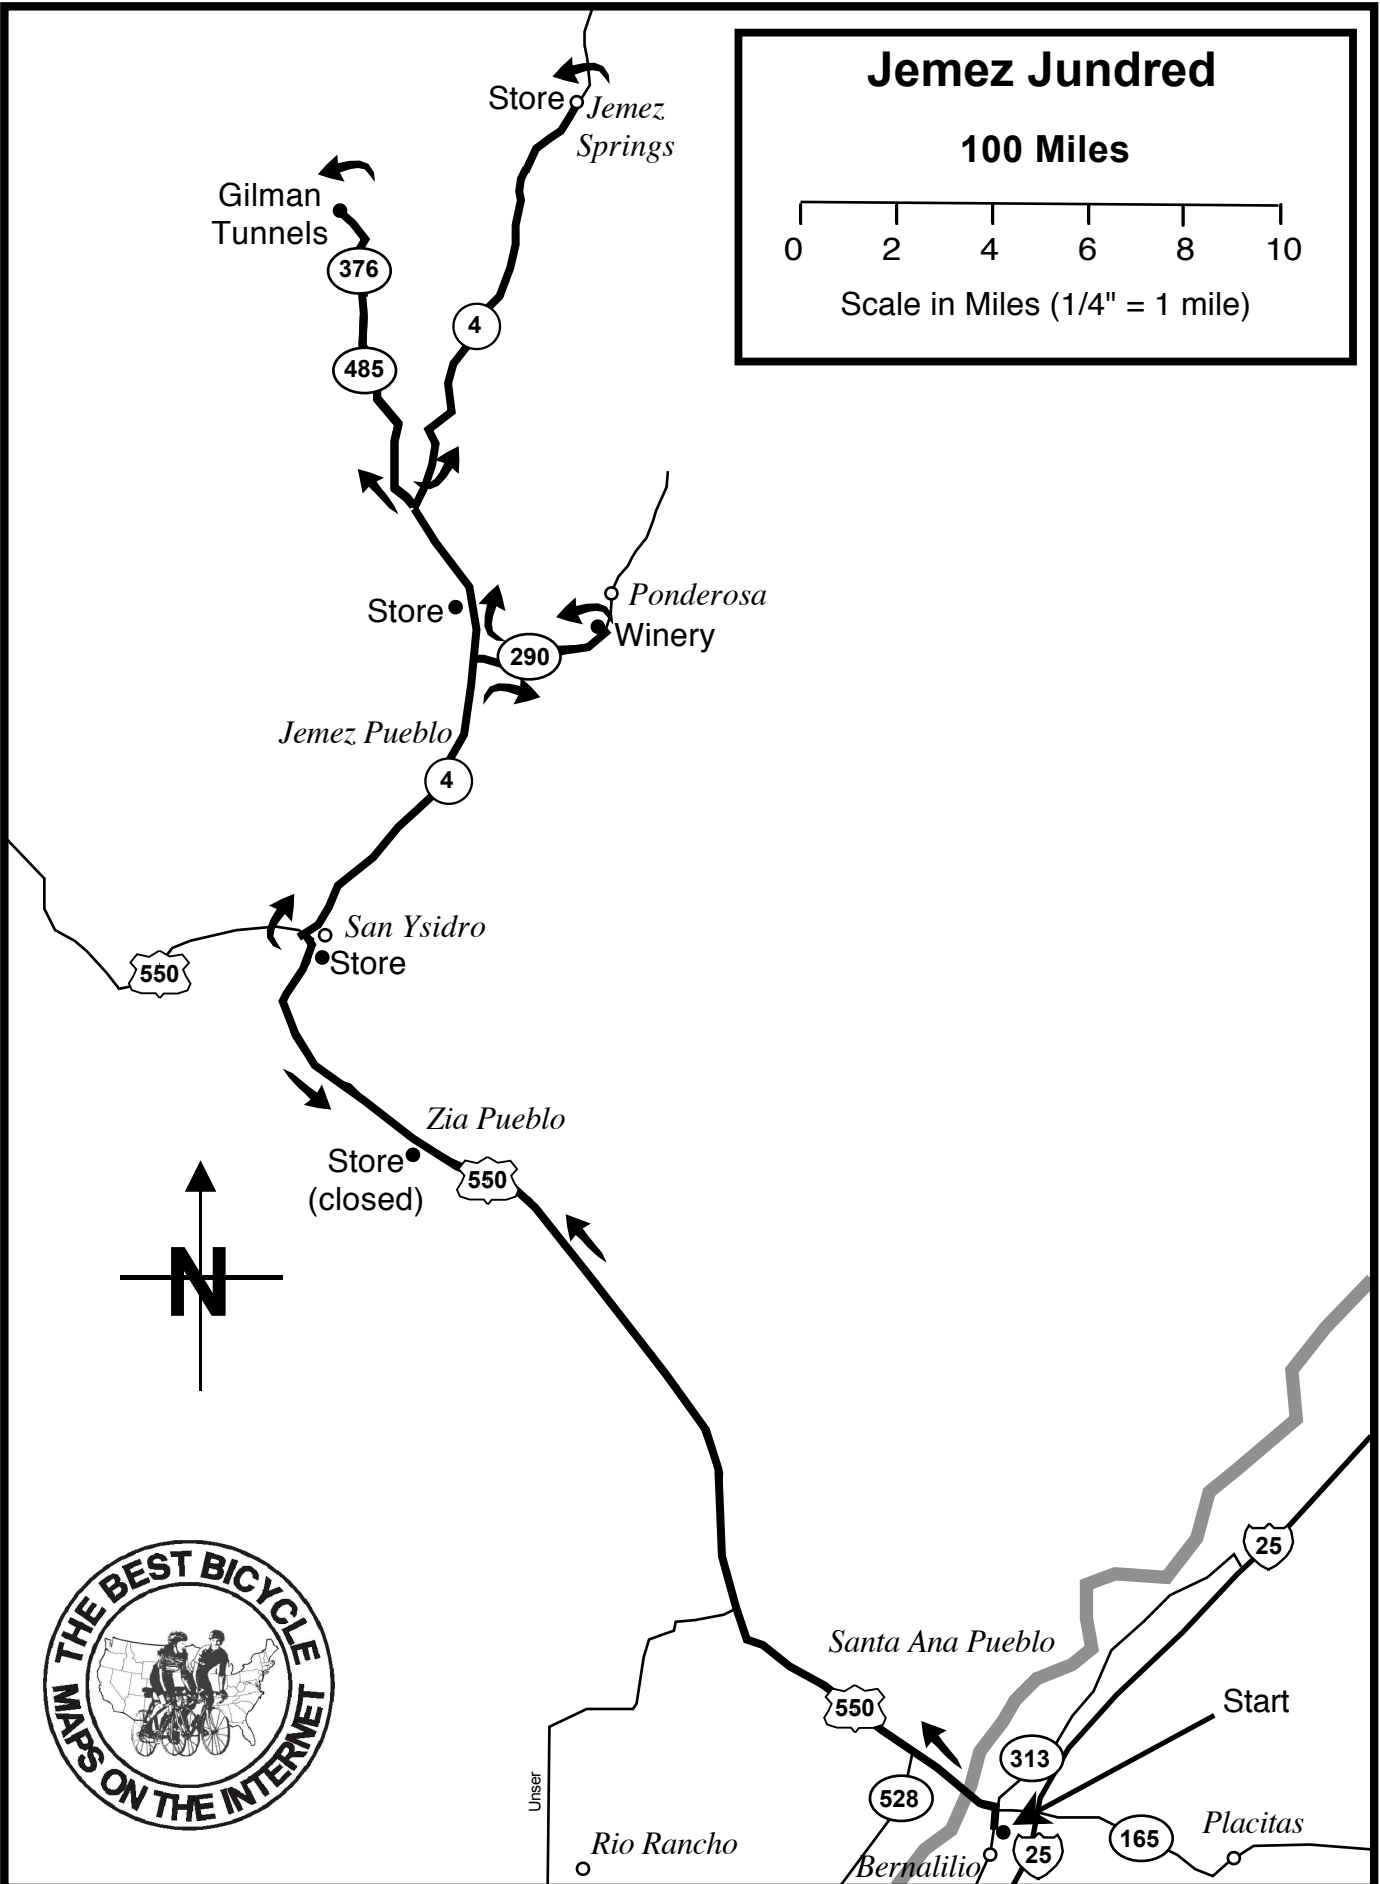 Jemez Jundred
100 Miles
0 2 4 6 8 10
Scale in Miles (1/4" = 1 mile)
Store
Jemez
Springs
Gilman
Tunnels
376
4
485
Ponderosa
Store
Winery
290
Jemez Pueblo
4
San Ysidro
Store
550
Zia Pueblo
Store
(closed)
550
N
25
THE BEST BICYCLE
MAPS ON THE INTERNET
Santa Ana Pueblo
550
Start
313
Unser
528
Placitas
165
Rio Rancho
25
Bernalilio